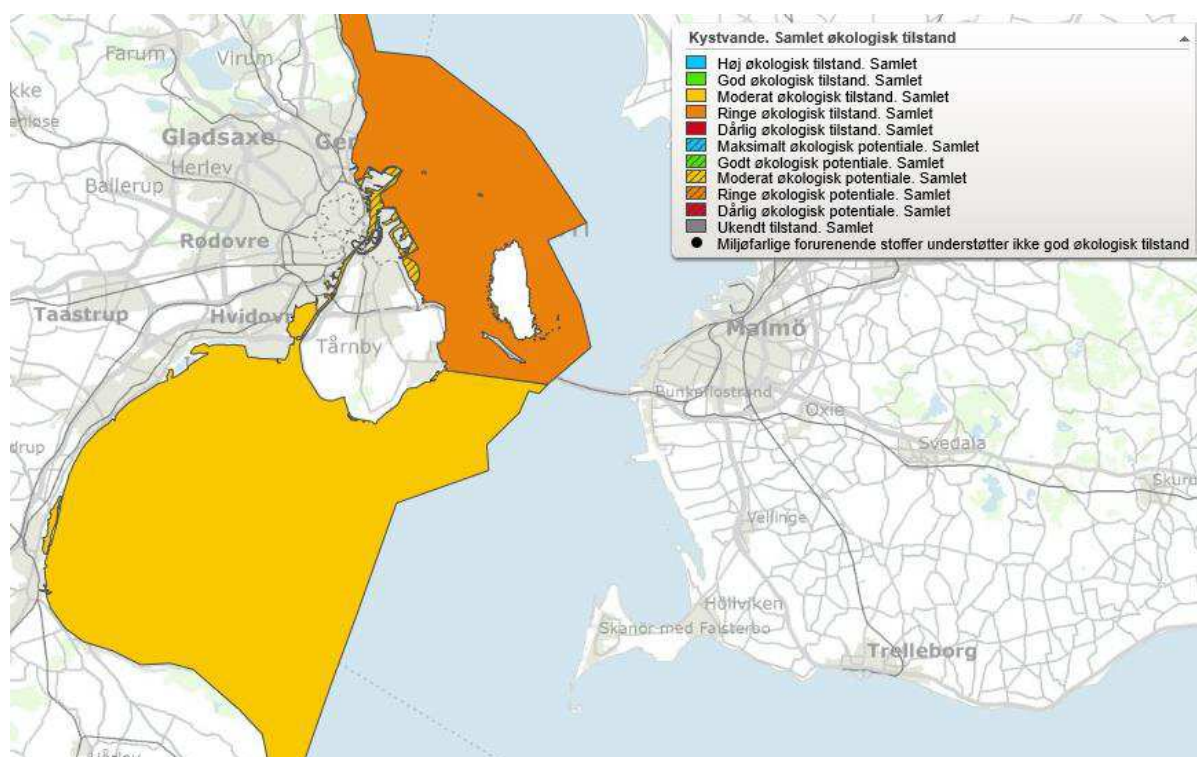 Kystvande. Samlet økologisk tilstand
Høj økologisk tilstand. Samlet
God økologisk tilstand. Samlet
Moderat økologisk tilstand. Samlet
Ringe økologisk tilstand. Samlet
Dårlig økologisk tilstand. Samlet
Maksimalt økologisk potentiale. Samlet
Godt økologisk potentiale. Samlet
Moderat økologisk potentiale. Samlet
Ringe økologisk potentiale. Samlet
Dårlig økologisk potentiale. Samlet
Ukendt tilstand. Samlet
Miljøfarlige forurenende stoffer understøtter ikke god økologisk tilstand
Farum
Virum
Gladsaxe
Herlev
Ballerup
Rødovre
Taastrup
Hvidovr
Tårnby
Malmö
Bunkeflostrand
Oxie
Svedala
Skuru
Vellinge
Höllviken
Skanör med Falsterbo
Trelleborg